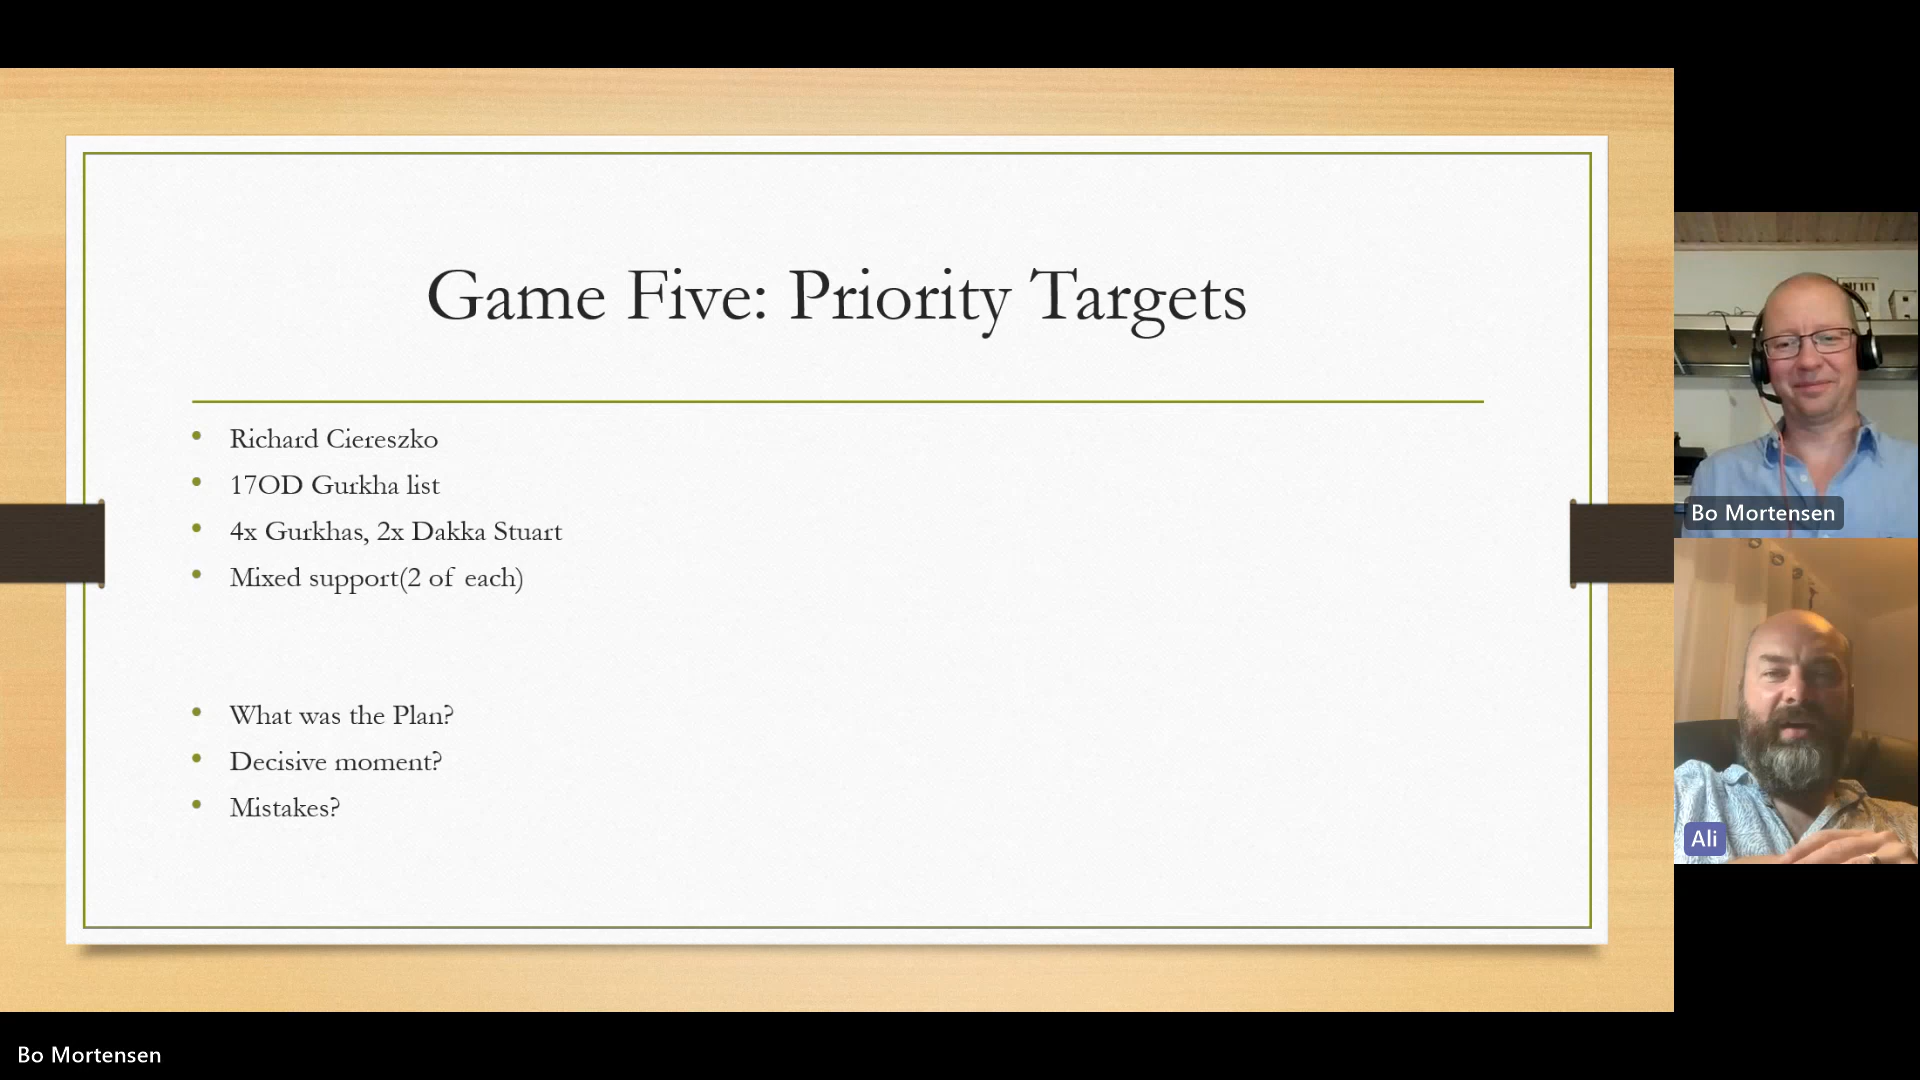 Game Five: Priority Targets
Richard Ciereszko
17OD Gurkha list
4x Gurkhas, 2x Dakka Stuart
Mixed support(2 of each)
What was the Plan?
Decisive moment?
Mistakes?
Bo Mortensen
Ali
Bo Mortensen